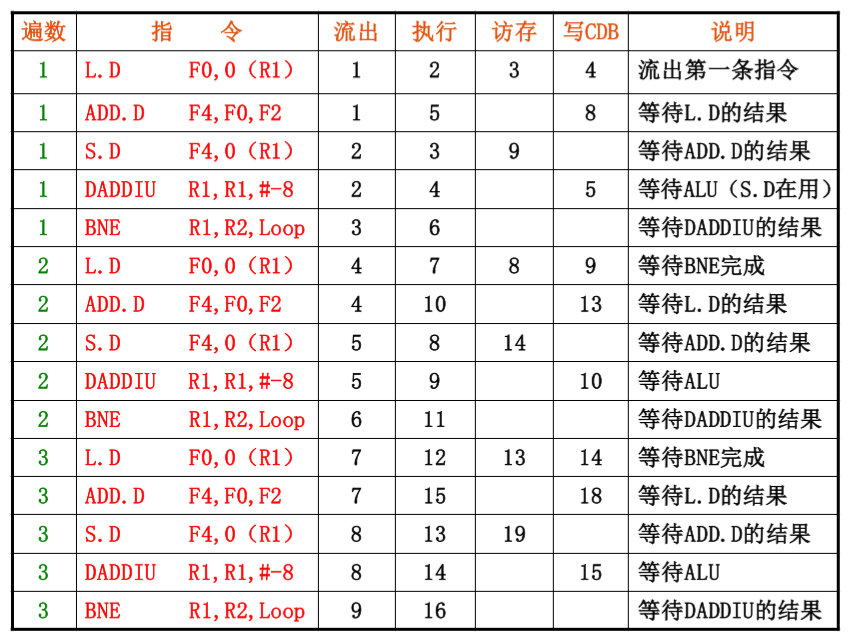 遍数 指 令 流出 执行 访存 写CDB 说明
1 L.D F0,0（R1） 1 2 3 4 流出第一条指令
1 ADD.D F4,F0,F2 1 5 8 等待L.D的结果
1 S.D F4,0（R1） 2 3 9 等待ADD.D的结果
1 DADDIU R1,R1,#-8 2 4 5 等待ALU（S.D在用）
1 BNE R1,R2,Loop 3 6 等待DADDIU的结果
2 L.D F0,0（R1） 4 7 8 9 等待BNE完成
2 ADD.D F4,F0,F2 4 10 13 等待L.D的结果
2 S.D F4,0（R1） 5 8 14 等待ADD.D的结果
2 DADDIU R1,R1,#-8 5 9 10 等待ALU
2 BNE R1,R2,Loop 6 11 等待DADDIU的结果
3 L.D F0,0（R1） 7 12 13 14 等待BNE完成
3 ADD.D F4,F0,F2 7 15 18 等待L.D的结果
3 S.D F4,0（R1） 8 13 19 等待ADD.D的结果
3 DADDIU R1,R1,#-8 8 14 15 等待ALU
3 BNE R1,R2,Loop 9 16 等待DADDIU的结果